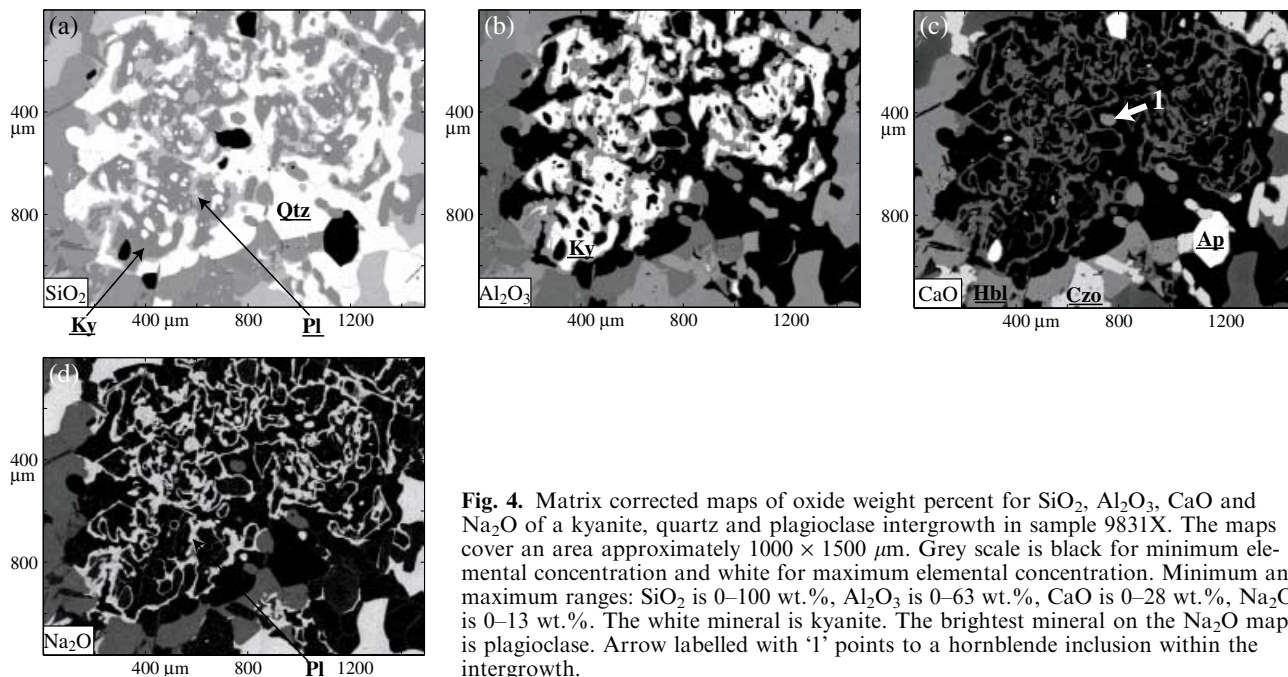 (a)
400
μm
800
Qtz
SiO₂
Ky
400 μm
Pl
800
1200
(b)
Ky
Al₂O₃
400 μm
800
1200
(c)
1
400
μm
800
Ap
CaO
Hbl
Czo
400 μm
800
1200
(d)
400
μm
800
Na₂O
400 μm
800
Pl
1200
Fig. 4. Matrix corrected maps of oxide weight percent for SiO₂, Al₂O₃, CaO and
Na₂O of a kyanite, quartz and plagioclase intergrowth in sample 9831X. The maps
cover an area approximately 1000 × 1500 μm. Grey scale is black for minimum ele-
mental concentration and white for maximum elemental concentration. Minimum an
maximum ranges: SiO₂ is 0–100 wt.%, Al₂O₃ is 0–63 wt.%, CaO is 0–28 wt.%, Na₂O
is 0–13 wt.%. The white mineral is kyanite. The brightest mineral on the Na₂O map
is plagioclase. Arrow labelled with ‘1’ points to a hornblende inclusion within the
intergrowth.